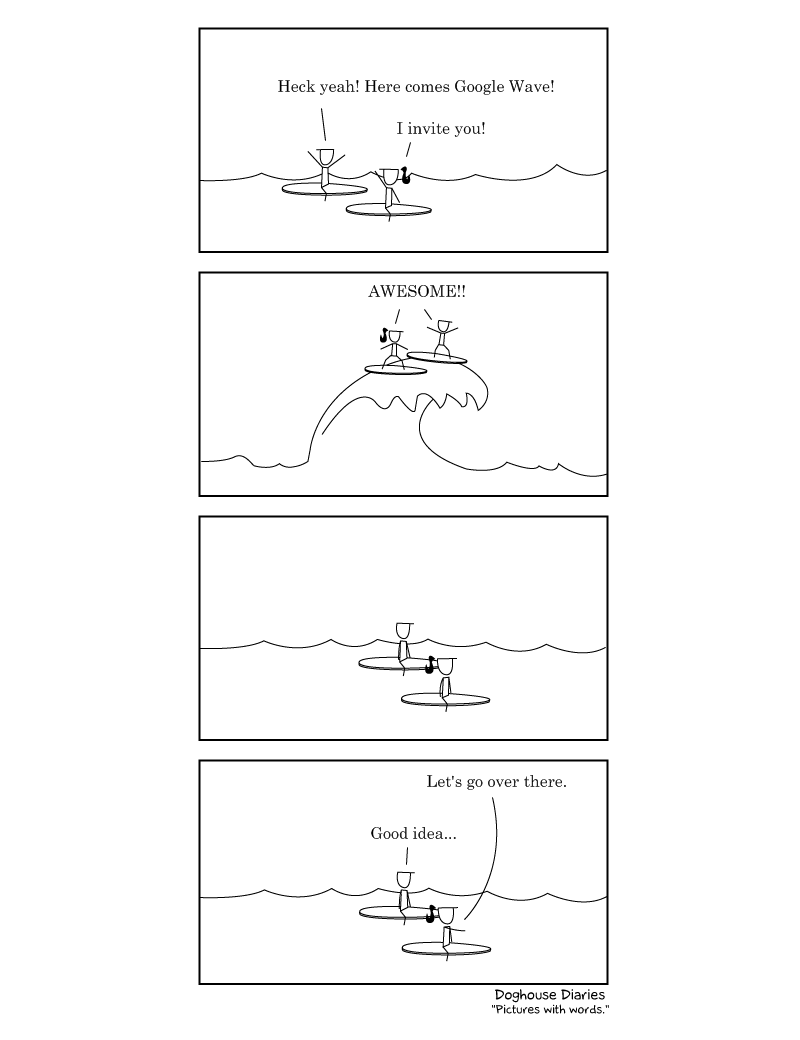 Heck yeah! Here comes Google Wave!
I invite you!
AWESOME!!
Let's go over there.
Good idea...
Doghouse Diaries
"Pictures with words."